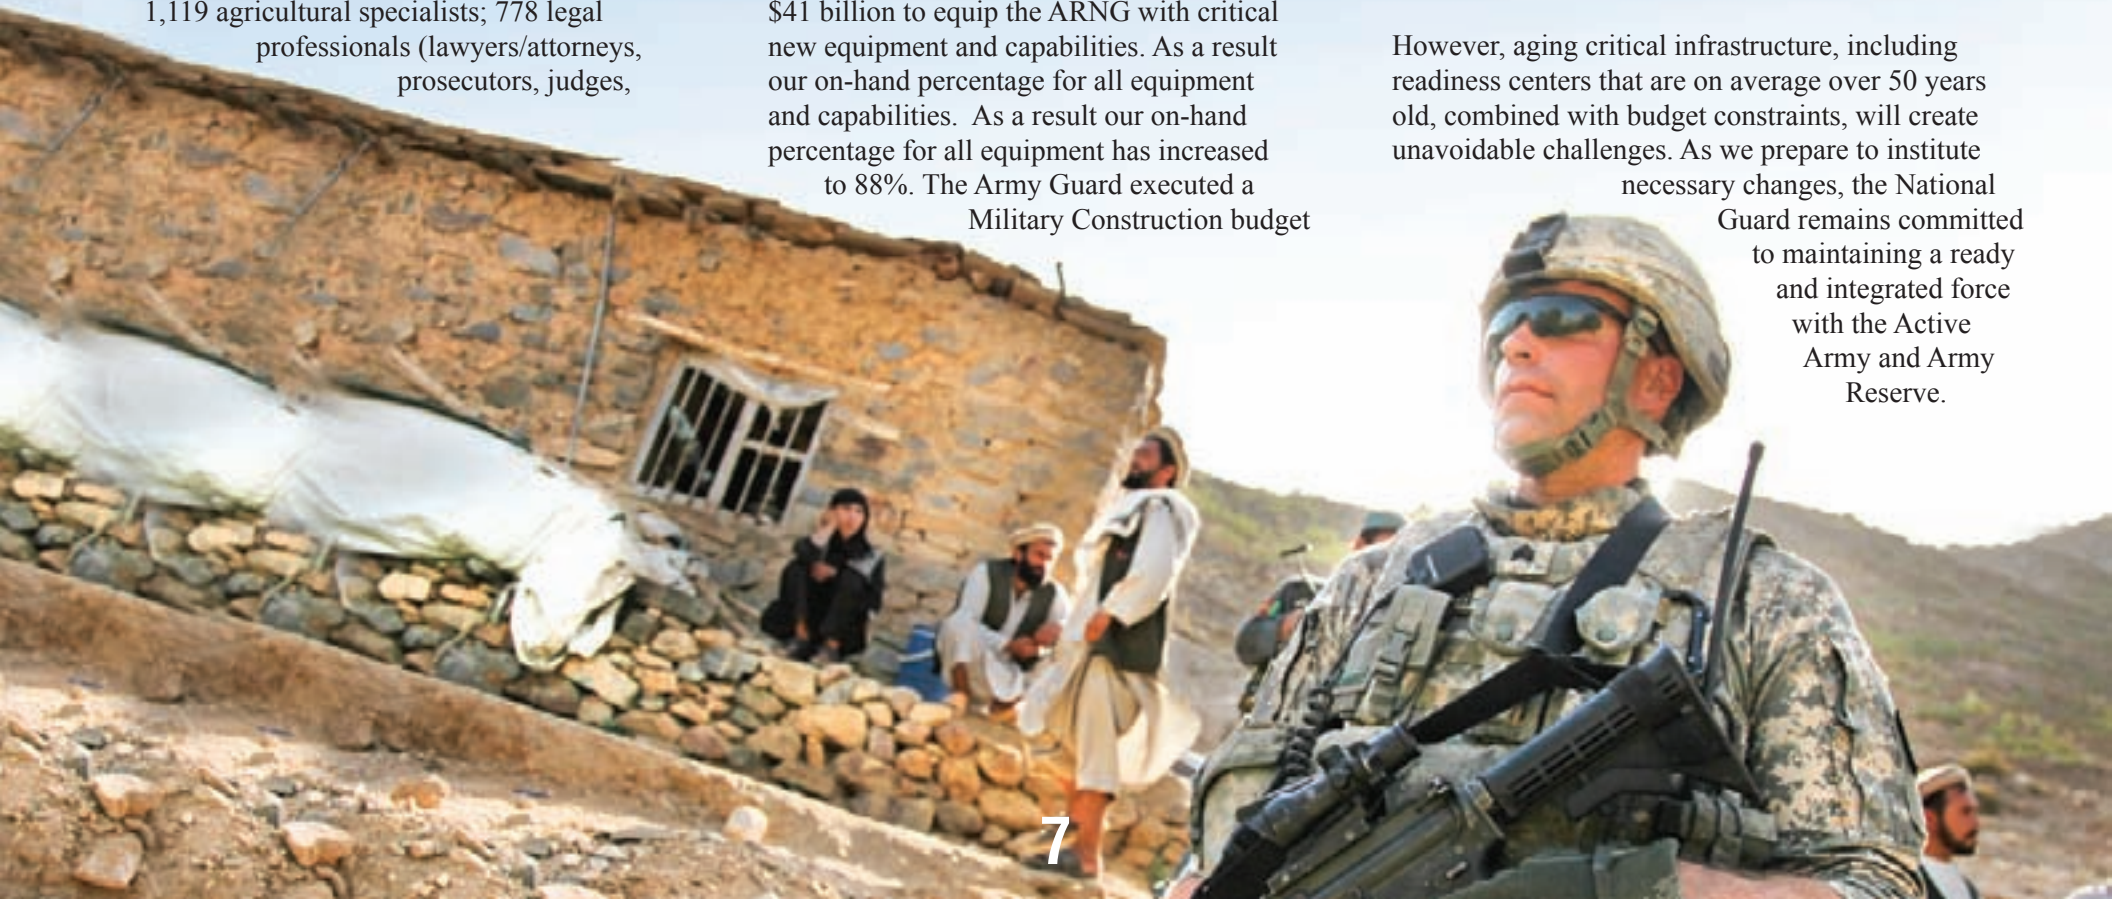 1,119 agricultural specialists; 778 legal
professionals (lawyers/attorneys,
prosecutors, judges,
$41 billion to equip the ARNG with critical
new equipment and capabilities. As a result
our on-hand percentage for all equipment
and capabilities.  As a result our on-hand
percentage for all equipment has increased
to 88%. The Army Guard executed a
Military Construction budget
However, aging critical infrastructure, including
readiness centers that are on average over 50 years
old, combined with budget constraints, will create
unavoidable challenges. As we prepare to institute
necessary changes, the National
Guard remains committed
to maintaining a ready
and integrated force
with the Active
Army and Army
Reserve.
7